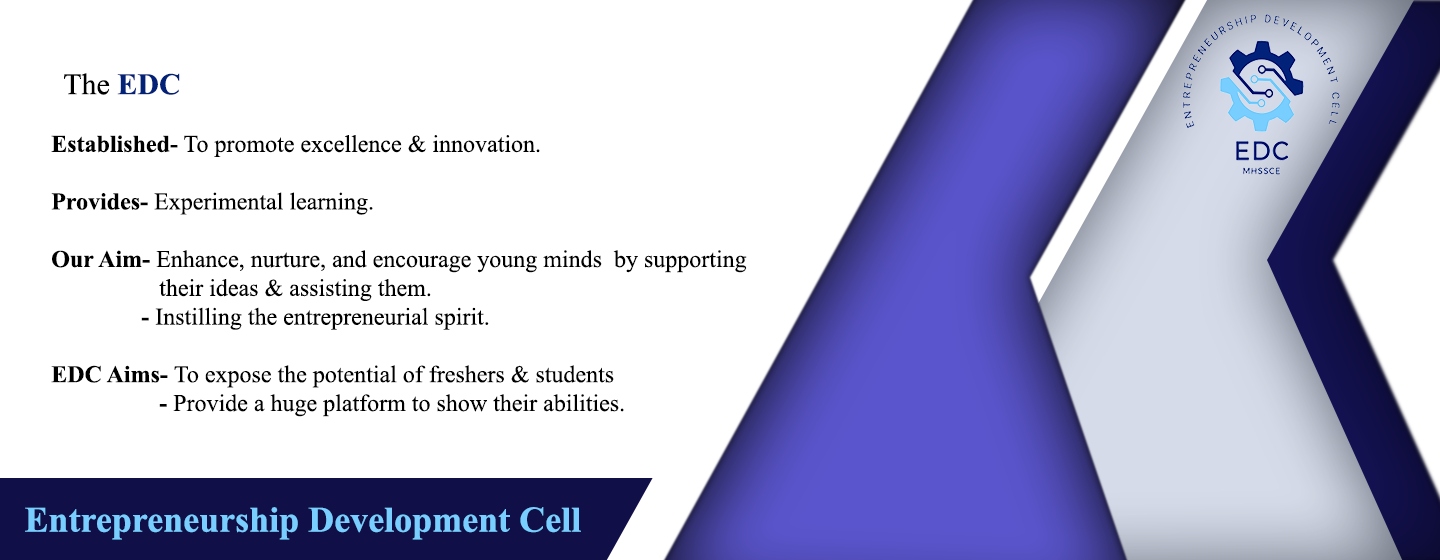 The EDC
Established- To promote excellence & innovation.
Provides- Experimental learning.
Our Aim- Enhance, nurture, and encourage young minds  by supporting
their ideas & assisting them.
- Instilling the entrepreneurial spirit.
EDC Aims- To expose the potential of freshers & students
- Provide a huge platform to show their abilities.
Entrepreneurship Development Cell
ENTREPRENEURSHIP DEVELOPMENT CELL
EDC
MHSSCE